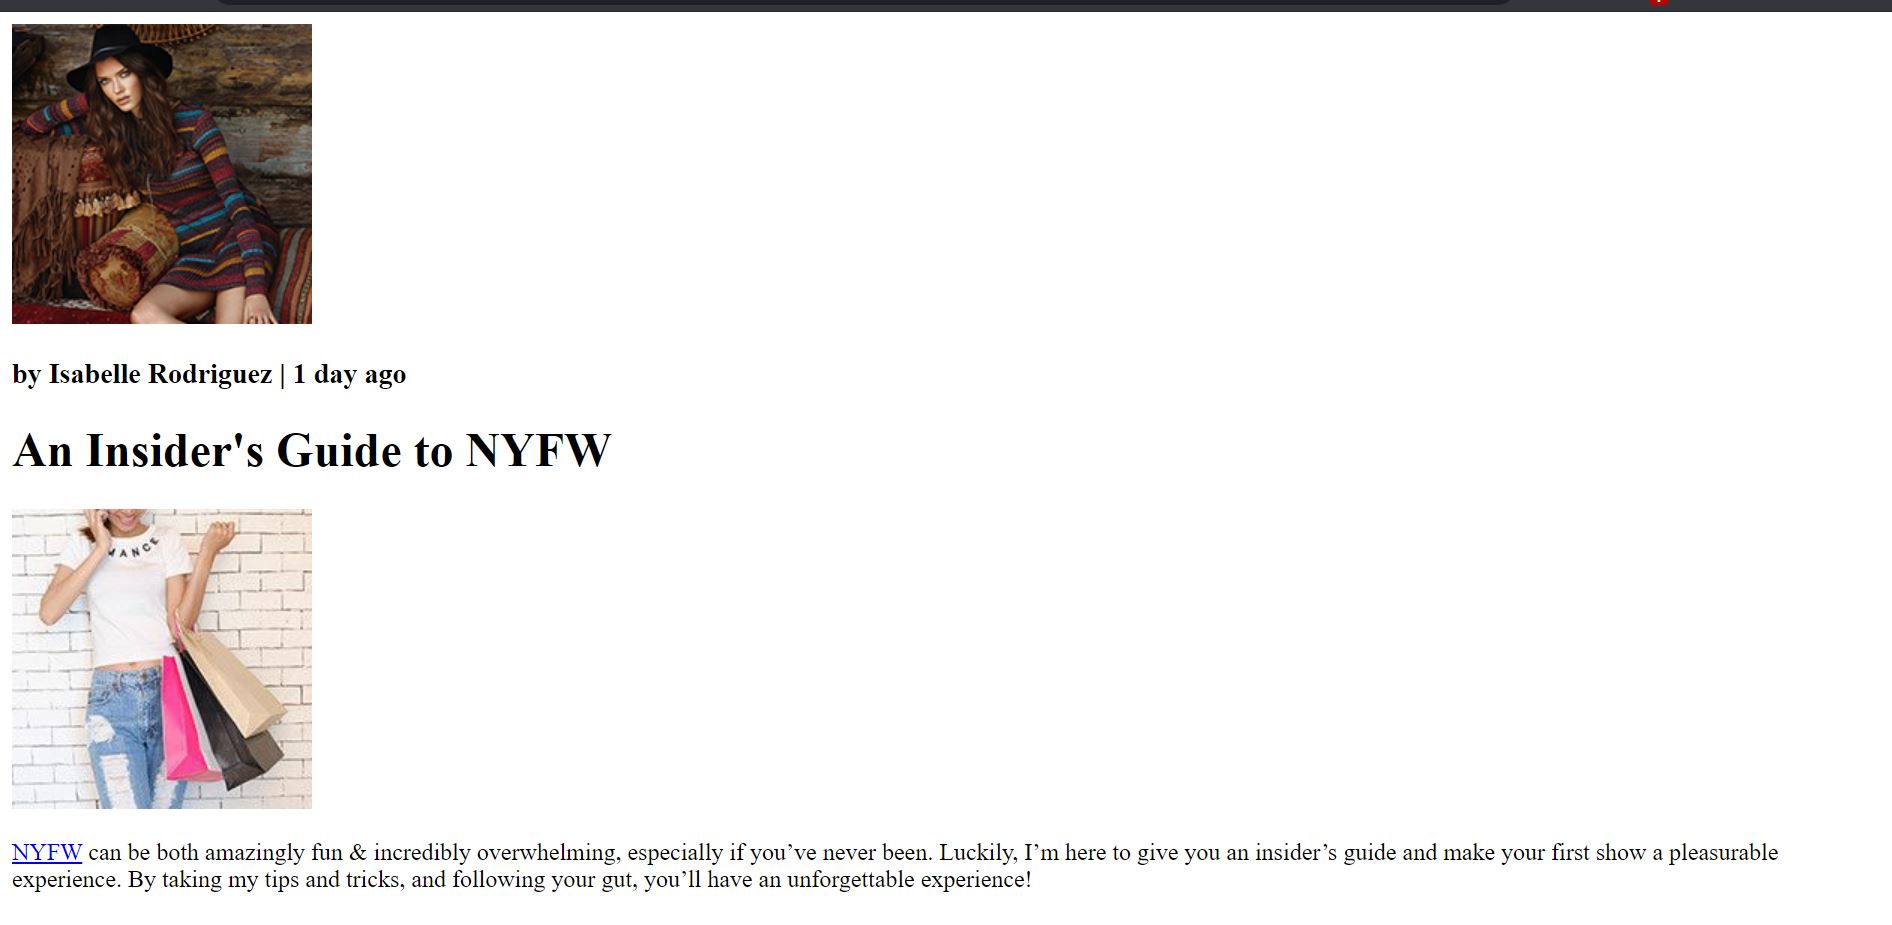 by Isabelle Rodriguez | 1 day ago
An Insider's Guide to NYFW
MANCE
NYFW can be both amazingly fun & incredibly overwhelming, especially if you’ve never been. Luckily, I’m here to give you an insider’s guide and make your first show a pleasurable
experience. By taking my tips and tricks, and following your gut, you’ll have an unforgettable experience!